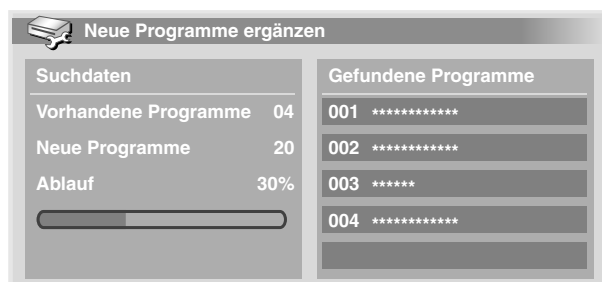 Neue Programme ergänzen
Suchdaten
Vorhandene Programme 04
Neue Programme 20
Ablauf 30%
Gefundene Programme
001 ************
002 ************
003 ******
004 ************